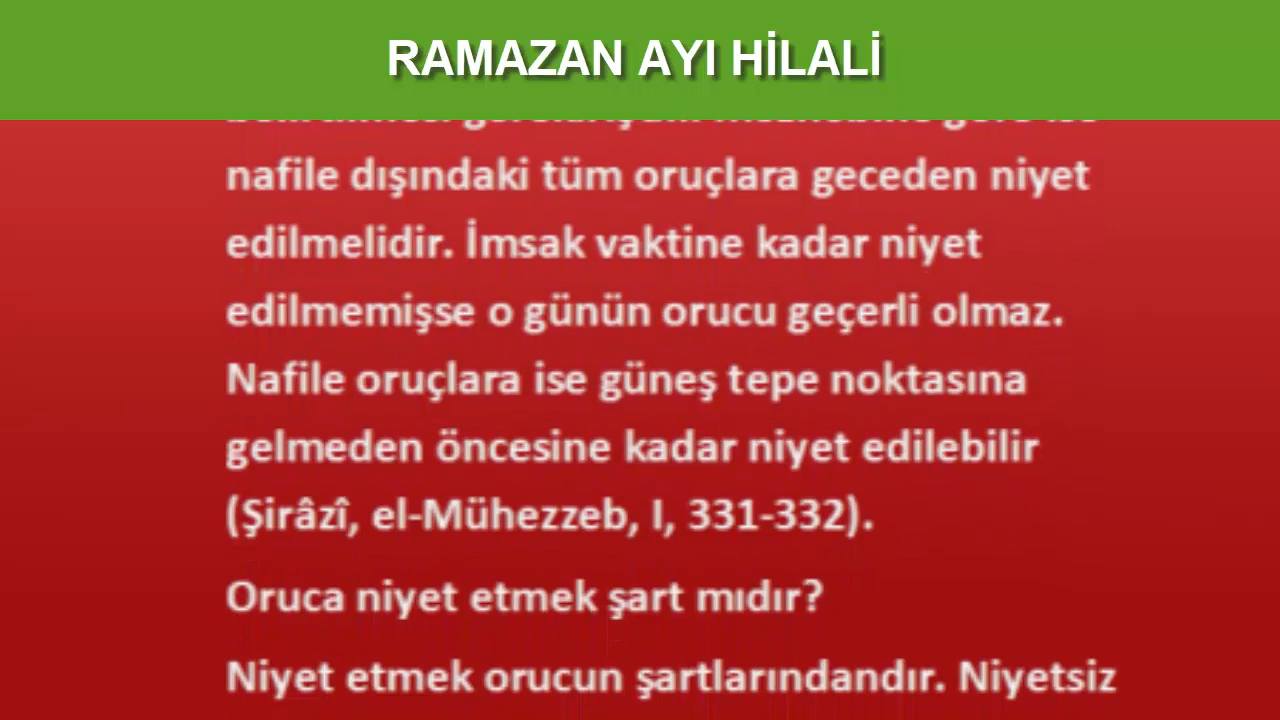 RAMAZAN AYI HİLALİ
nafile dışındaki tüm oruçlara geceden niyet
edilmelidir. İmsak vaktine kadar niyet
edilmemişse o günün orucu geçerli olmaz.
Nafile oruçlara ise güneş tepe noktasına
gelmeden öncesine kadar niyet edilebilir
(Şirâzî, el-Mühezzeb, I, 331-332).
Oruca niyet etmek şart mıdır?
Niyet etmek orucun şartlarındandır. Niyetsiz